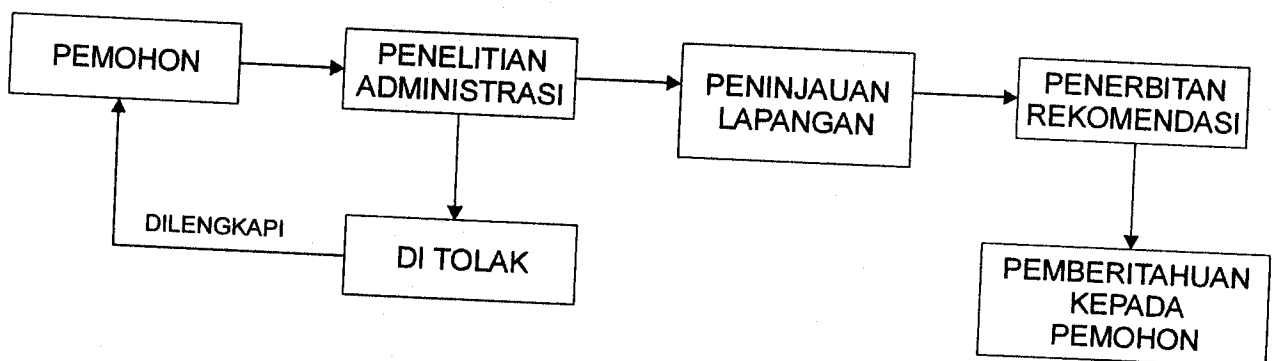 PEMOHON
PENELITIAN
ADMINISTRASI
PENINJAUAN
LAPANGAN
PENERBITAN
REKOMENDASI
DILENGKAPI
DI TOLAK
PEMBERITAHUAN
KEPADA
PEMOHON